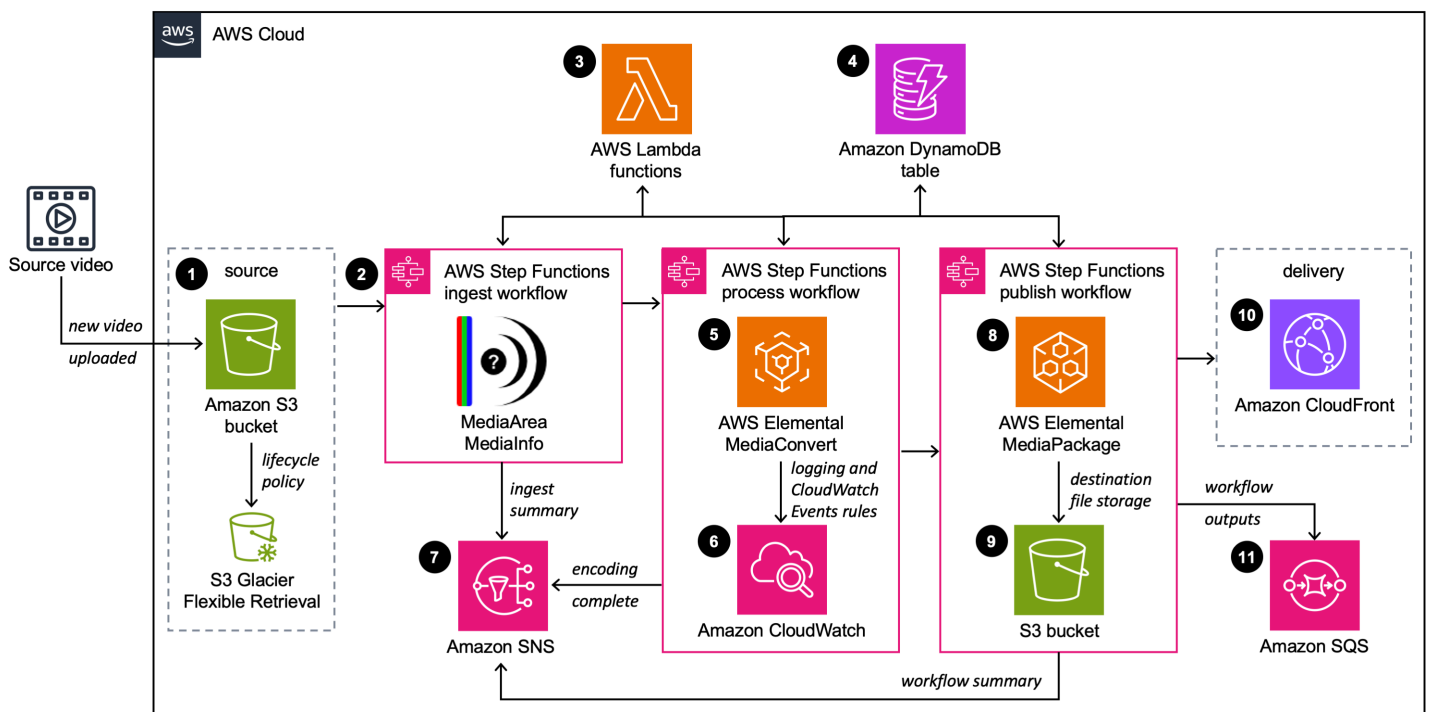 aws
AWS Cloud
3
AWS Lambda
functions
4
Amazon DynamoDB
table
Source video
new video
uploaded
1
source
Amazon S3
bucket
lifecycle
policy
S3 Glacier
Flexible Retrieval
2
AWS Step Functions
ingest workflow
?
MediaArea
MediaInfo
ingest
summary
7
Amazon SNS
AWS Step Functions
process workflow
5
AWS Elemental
MediaConvert
logging and
CloudWatch
Events rules
6
Amazon CloudWatch
encoding
complete
AWS Step Functions
publish workflow
8
AWS Elemental
MediaPackage
destination
file storage
9
S3 bucket
workflow summary
delivery
10
Amazon CloudFront
workflow
outputs
11
Amazon SQS